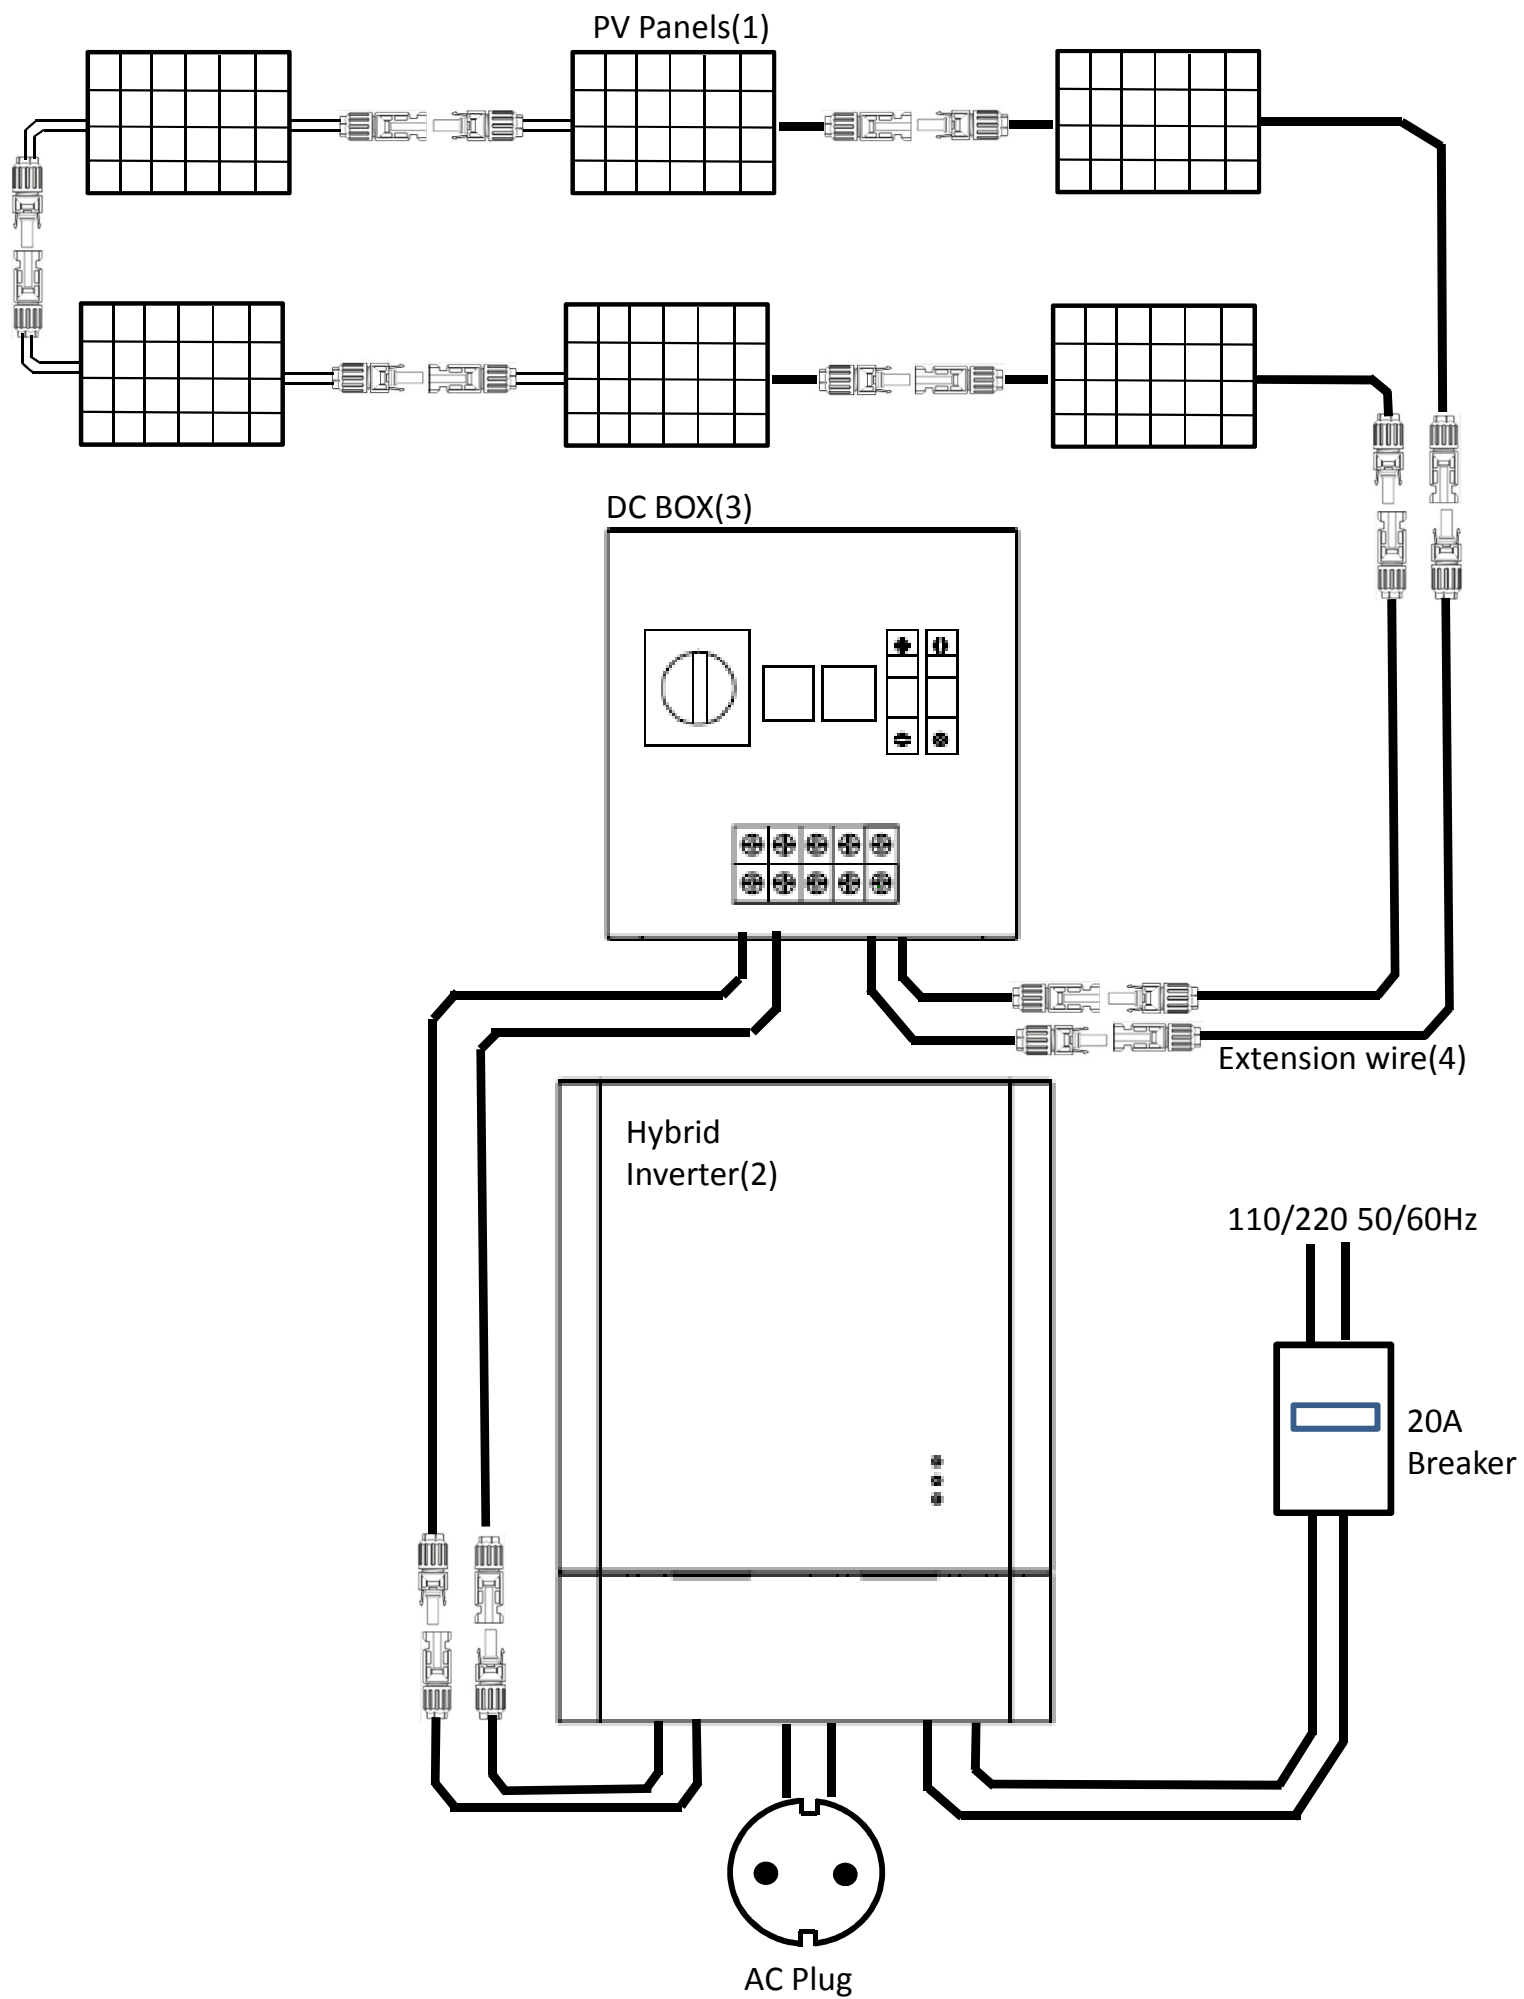 PV Panels(1)
DC BOX(3)
Extension wire(4)
Hybrid
Inverter(2)
110/220 50/60Hz
20A
Breaker
AC Plug